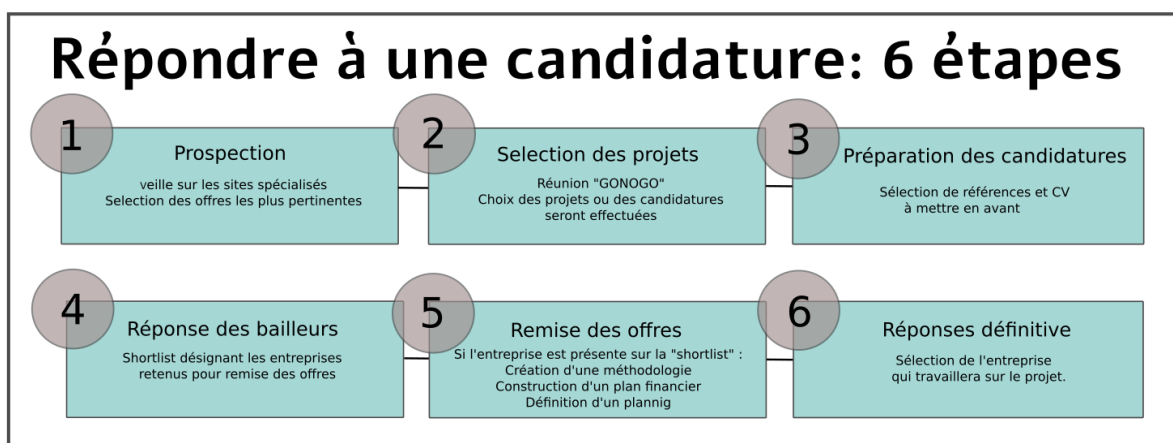 Répondre à une candidature: 6 étapes
1
Prospection
veille sur les sites spécialisés
Selection des offres les plus pertinentes
2
Selection des projets
Réunion "GONOGO"
Choix des projets ou des candidatures
seront effectuées
3
Préparation des candidatures
Sélection de références et CV
à mettre en avant
4
Réponse des bailleurs
Shortlist désignant les entreprises
retenus pour remise des offres
5
Remise des offres
Si l'entreprise est présente sur la "shortlist" :
Création d'une méthodologie
Construction d'un plan financier
Définition d'un plannig
6
Réponses définitive
Sélection de l'entreprise
qui travaillera sur le projet.